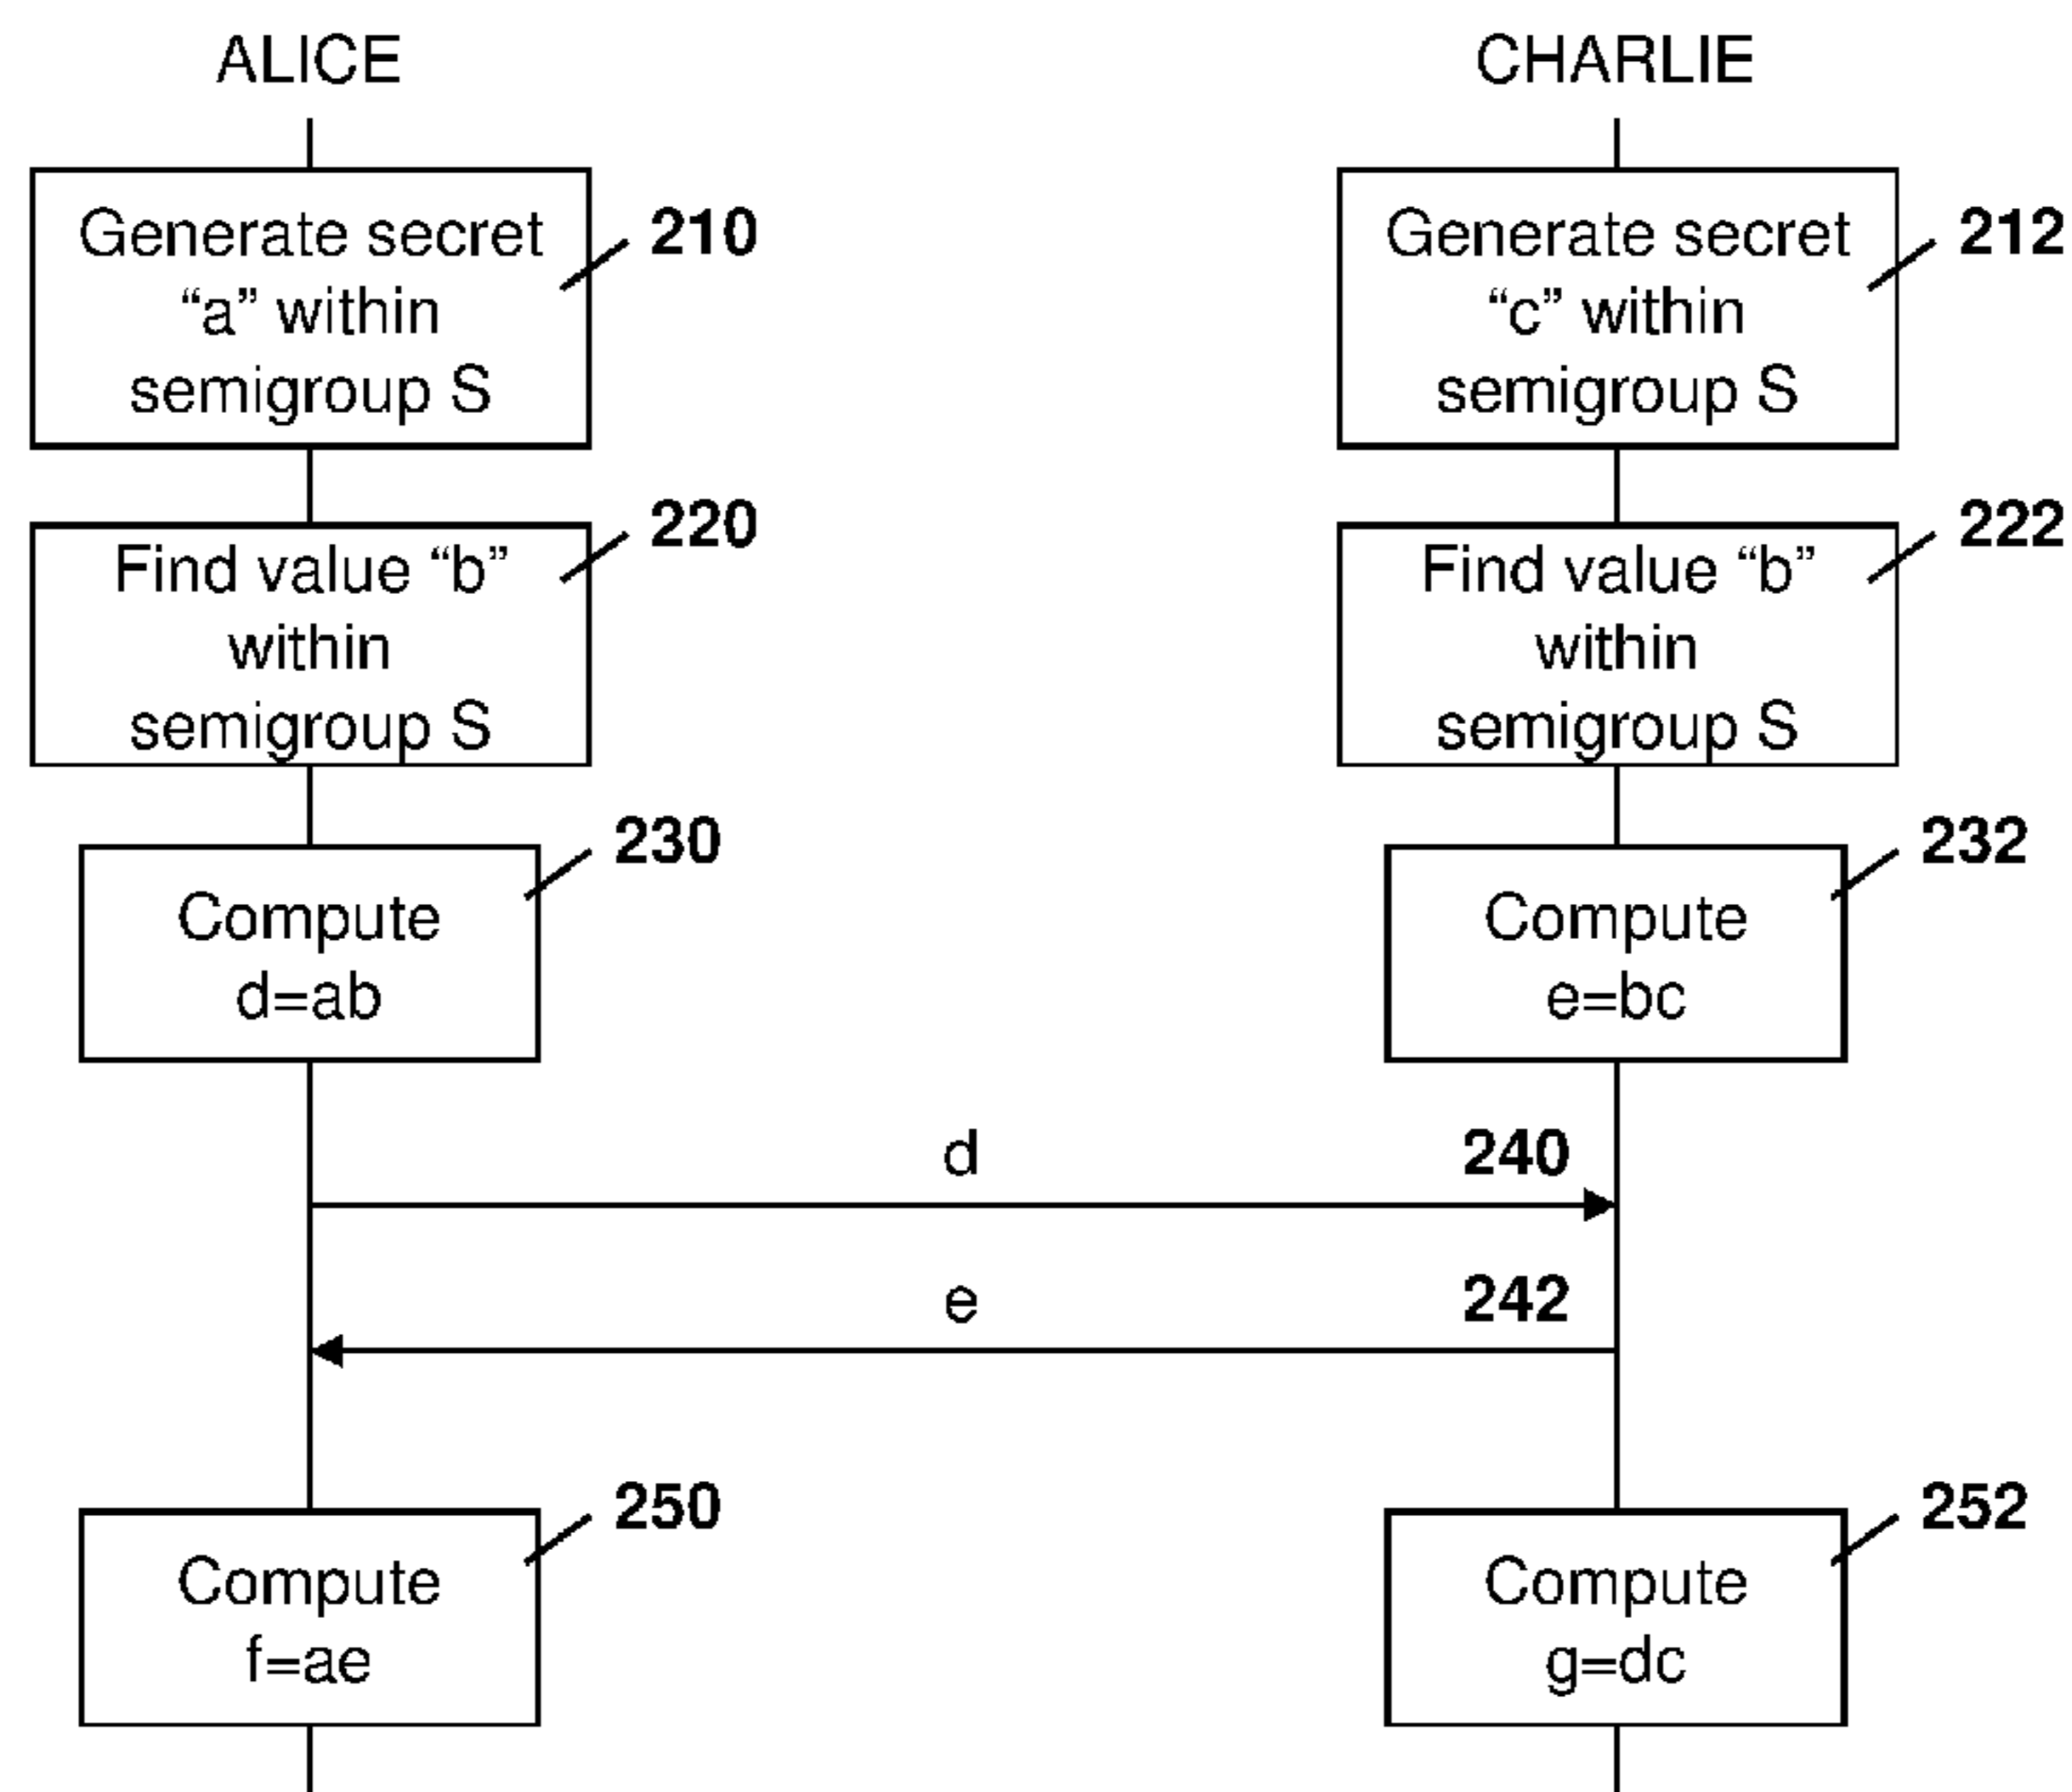 ALICE
CHARLIE
Generate secret
“a” within
semigroup S
210
Generate secret
“c” within
semigroup S
212
Find value “b”
within
semigroup S
220
Find value “b”
within
semigroup S
222
Compute
d=ab
230
Compute
e=bc
232
d
240
e
242
Compute
f=ae
250
Compute
g=dc
252